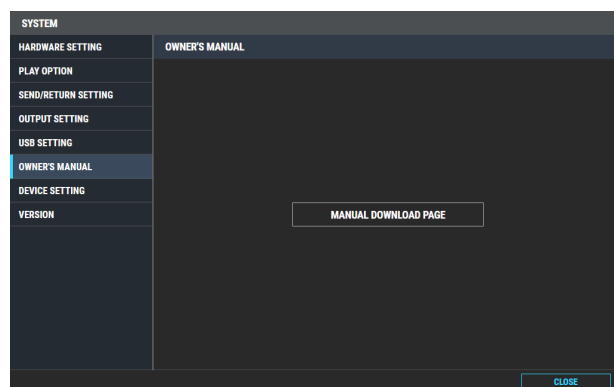 SYSTEM
HARDWARE SETTING
PLAY OPTION
SEND/RETURN SETTING
OUTPUT SETTING
USB SETTING
OWNER'S MANUAL
DEVICE SETTING
VERSION
OWNER'S MANUAL
MANUAL DOWNLOAD PAGE
CLOSE